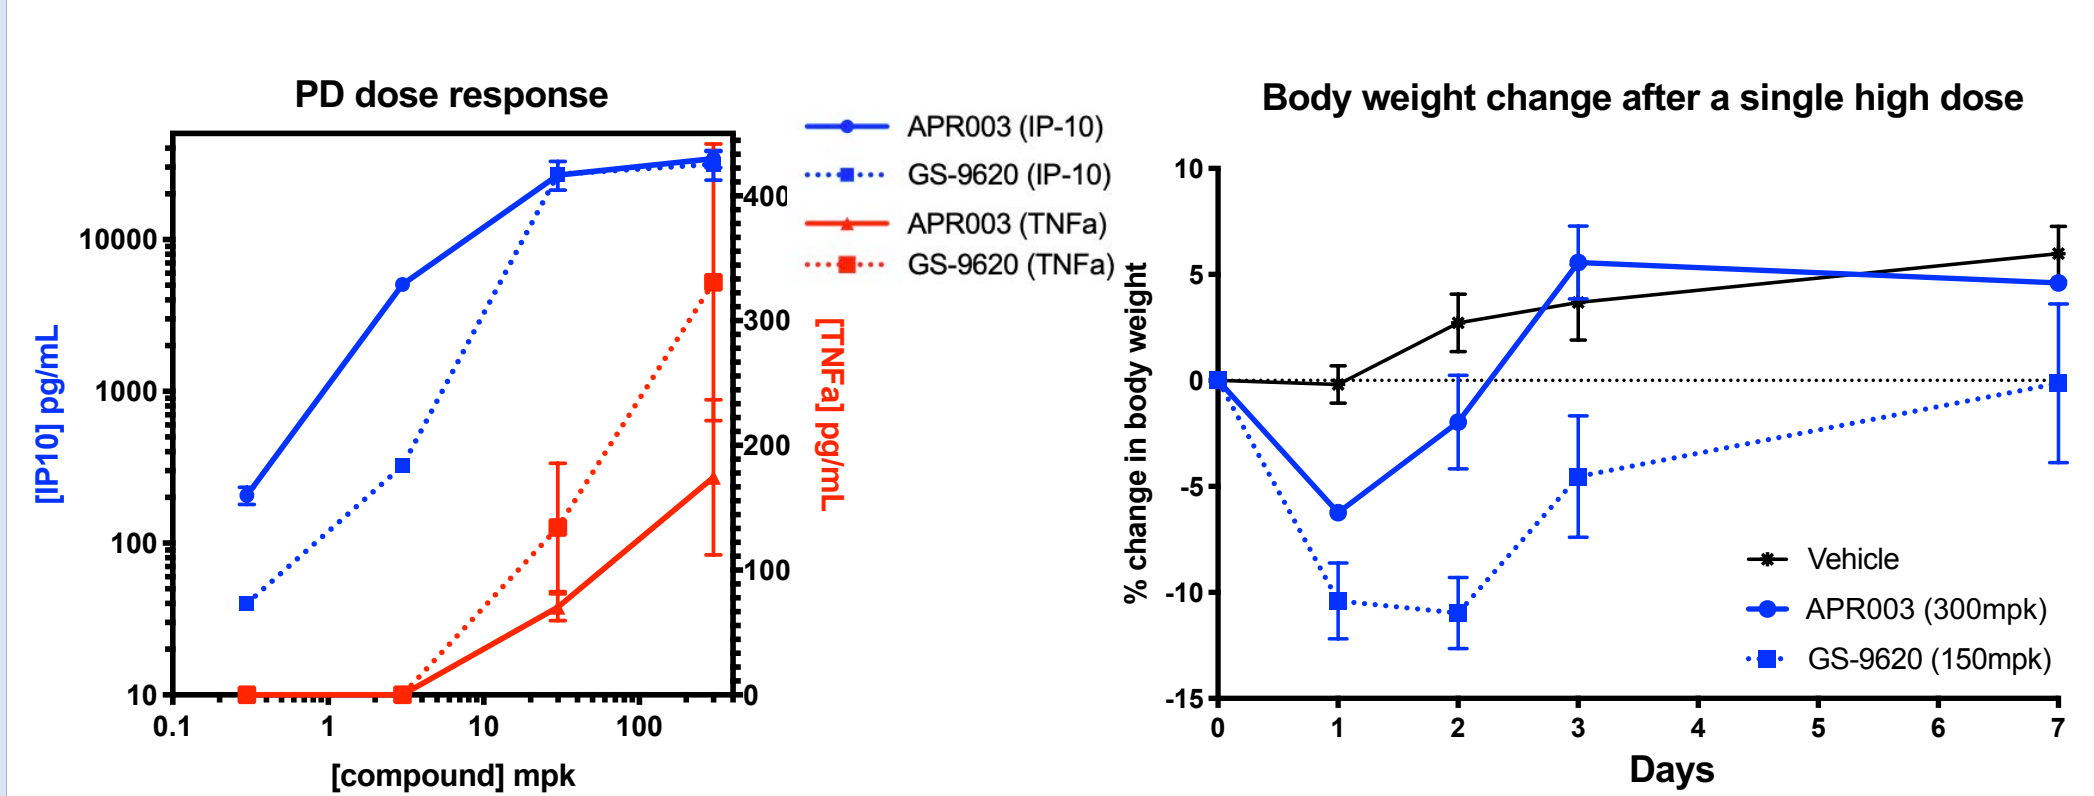 PD dose response
[IP10] pg/mL
10000
1000
100
10
0.1
1
10
100
[compound] mpk
400
300
200
100
0
[TNFa] pg/mL
APR003 (IP-10)
GS-9620 (IP-10)
APR003 (TNFa)
GS-9620 (TNFa)
Body weight change after a single high dose
% change in body weight
10
5
0
-5
-10
-15
0
1
2
3
4
5
6
7
Days
Vehicle
APR003 (300mpk)
GS-9620 (150mpk)